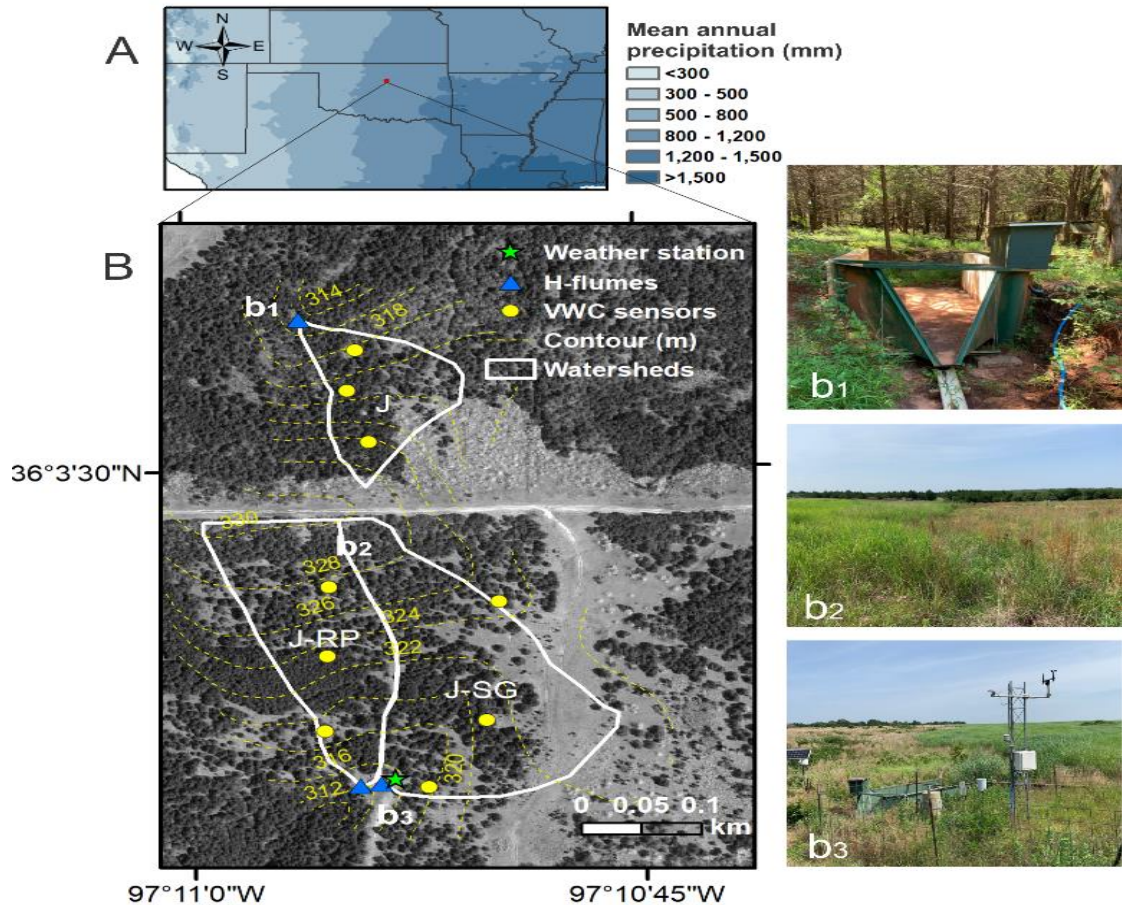 A
N
W E
S
Mean annual
precipitation (mm)
<300
300 - 500
500 - 800
800 - 1,200
1,200 - 1,500
>1,500
B
Weather station
H-flumes
VWC sensors
Contour (m)
Watersheds
b1
314
318
J
36°3'30"N
330
b2
328
326
324
J-RP
322
J-SG
316
320
312
b3
0 0.05 0.1
km
97°11'0"W
97°10'45"W
b1
b2
b3